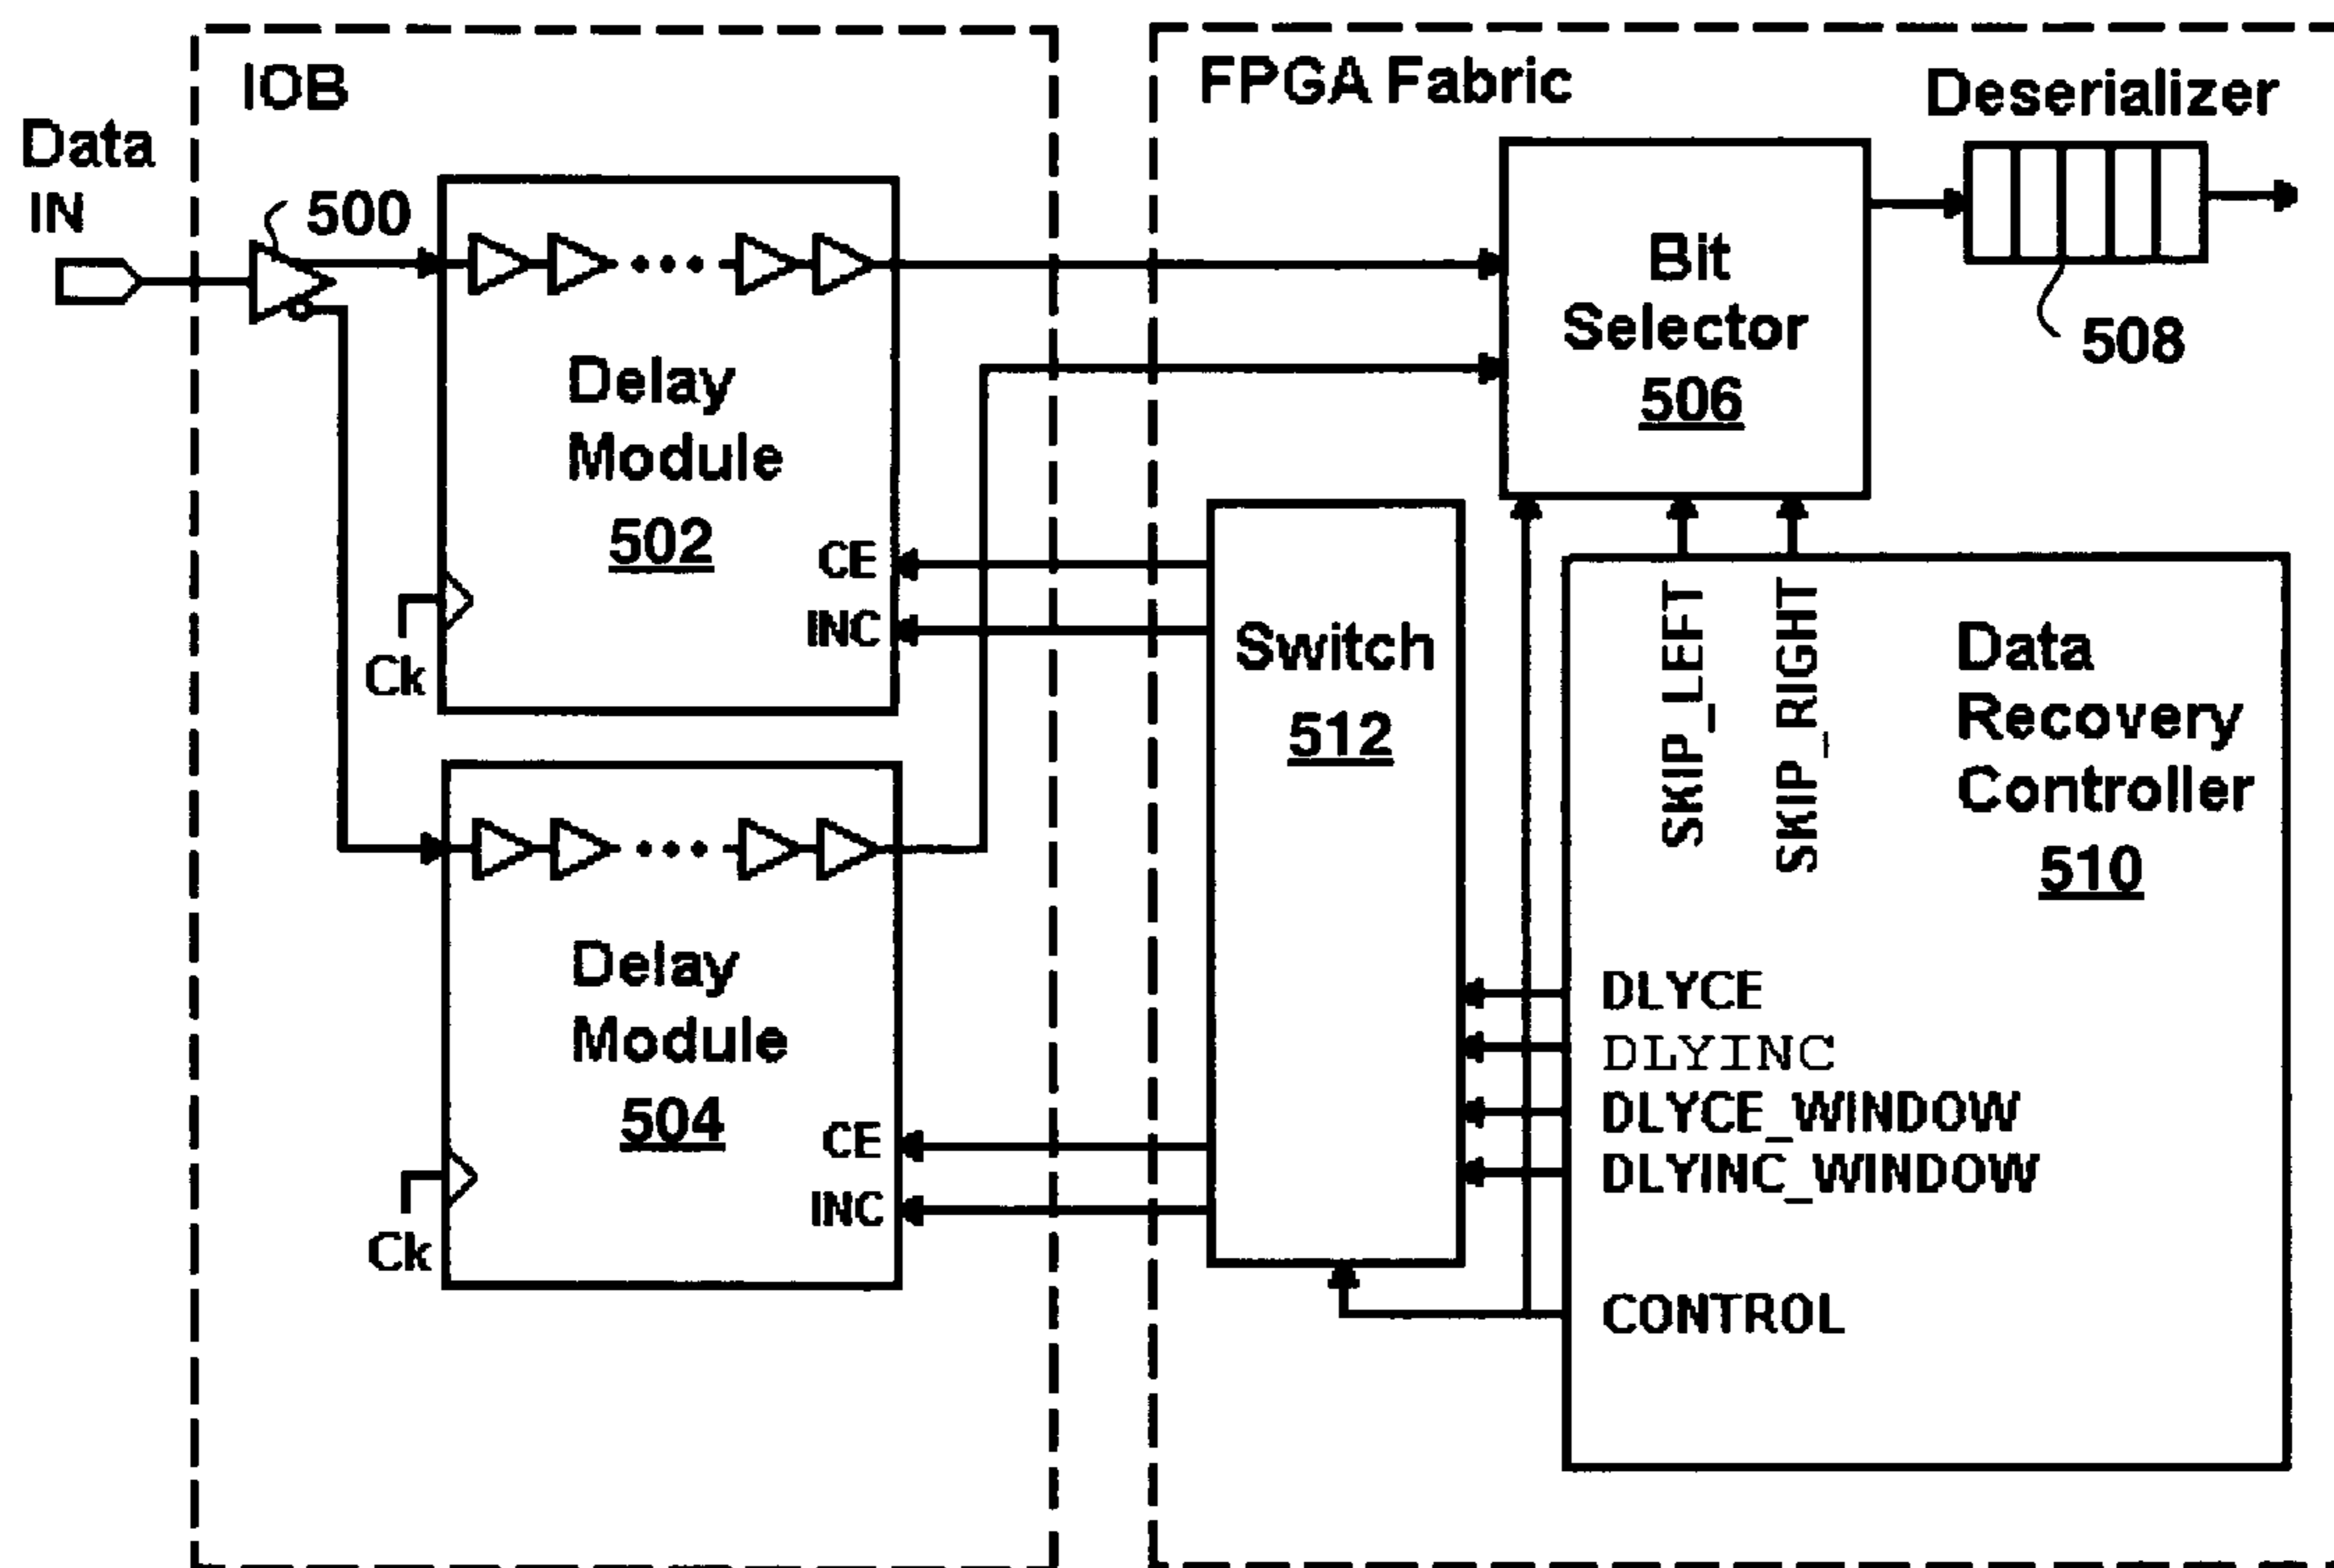 IOB
FPGA Fabric
Deserializer
Data
IN
500
Bit
Selector
506
508
Delay
Module
502
CE
INC
Ck
Switch
512
SKIP_LEFT
SKIP_RIGHT
Data
Recovery
Controller
510
Delay
Module
504
CE
INC
Ck
DLYCE
DLYINC
DLYCE_WINDOW
DLYINC_WINDOW
CONTROL